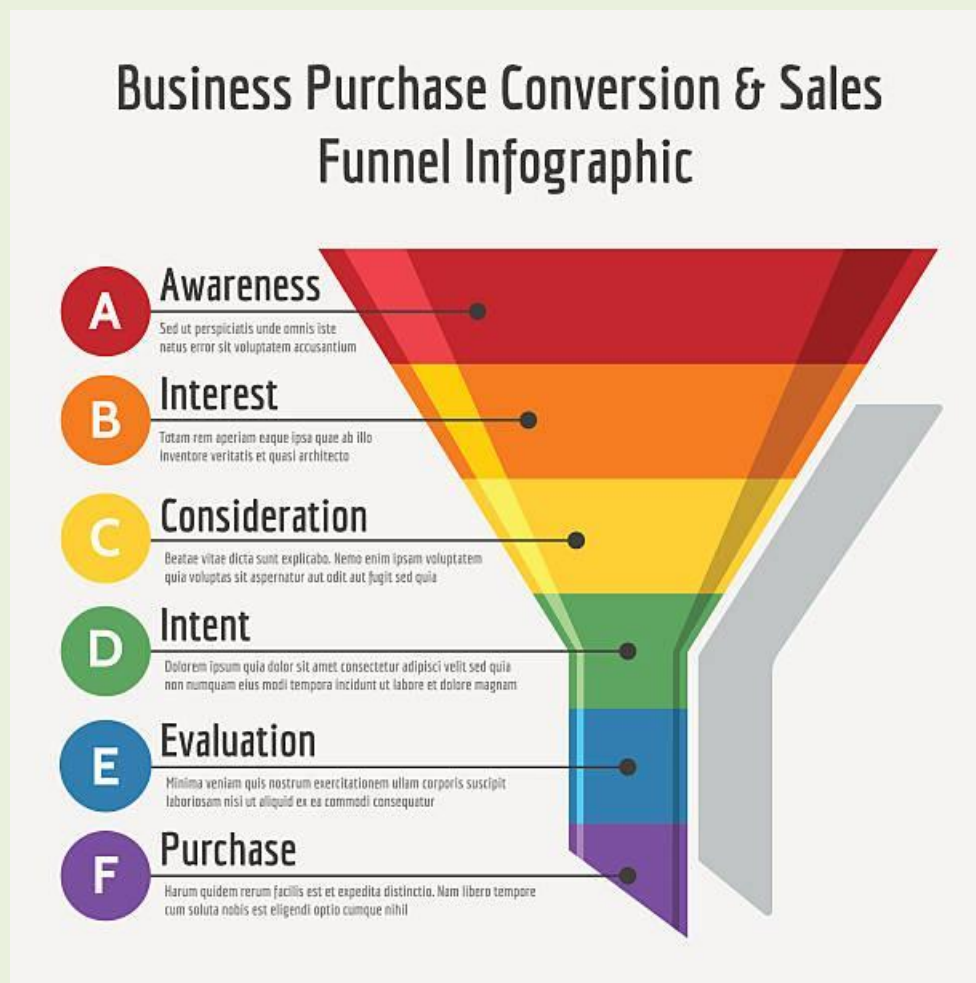 Business Purchase Conversion & Sales
Funnel Infographic
A
Awareness
Sed ut perspiciatis unde omnis iste
natus error sit voluptatem accusantium
B
Interest
Totam rem aperiam eaque ipsa quae ab illo
inventore veritatis et quasi architecto
C
Consideration
Beatae vitae dicta sunt explicabo. Nemo enim ipsam voluptatem
quia voluptas sit aspernatur aut odit aut fugit sed quia
D
Intent
Dolorem ipsum quia dolor sit amet consectetur adipisci velit sed quia
non numquam eius modi tempora incidunt ut labore et dolore magnam
E
Evaluation
Minima veniam quis nostrum exercitationem ullam corporis suscipit
laboriosam nisi ut aliquid ex ea commodi consequatur
F
Purchase
Harum quidem rerum facilis est et expedita distinctio. Nam libero tempore
cum soluta nobis est eligendi optio cumque nihil